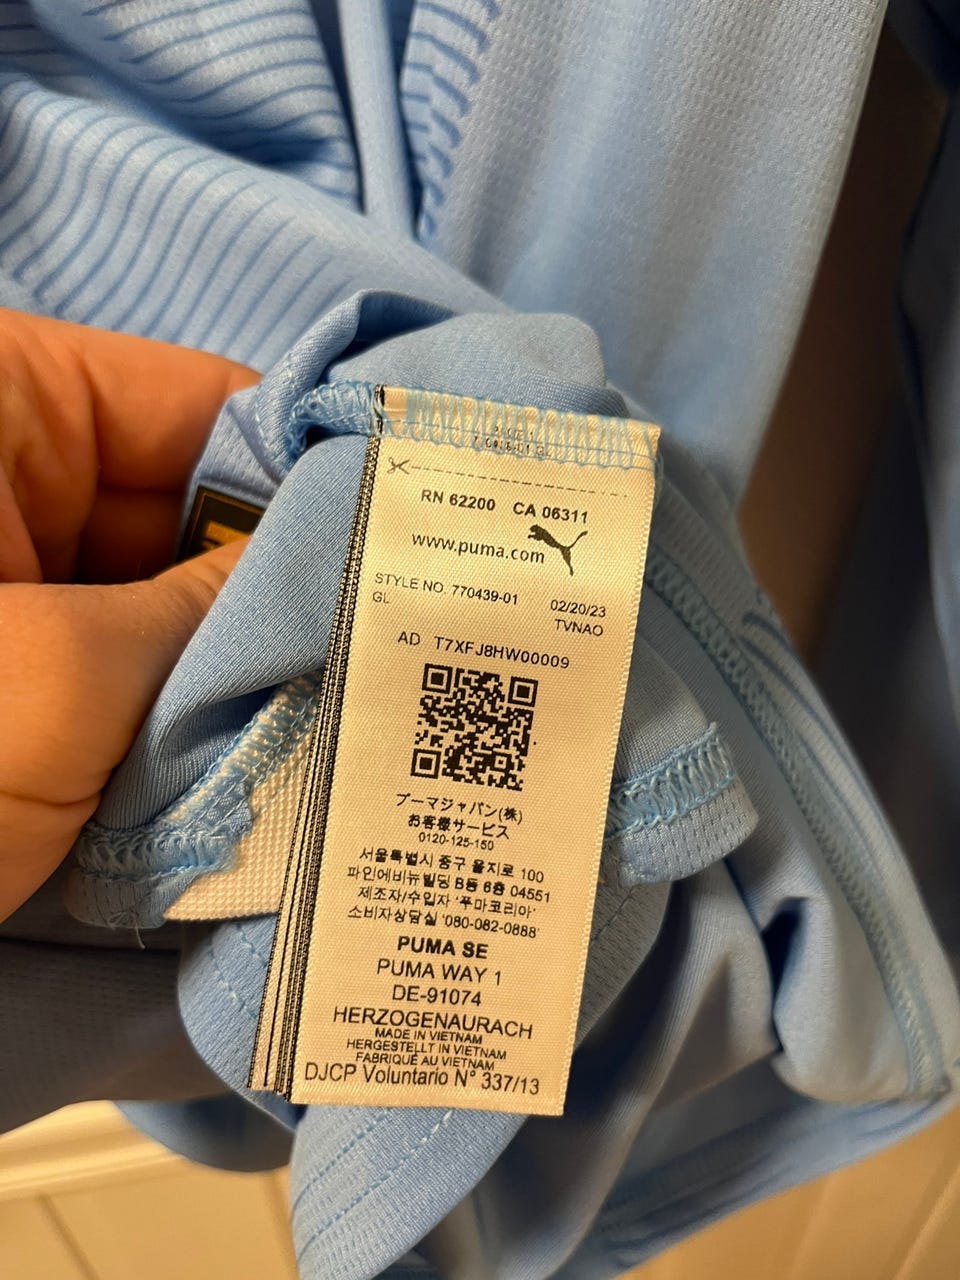 RN 62200 CA 06311
www.puma.com
STYLE NO. 770439-01 02/20/23
GL TVNAO
AD T7XFJ8HW00009
プーマジャパン(株)
お客様サービス
0120-125-150
서울특별시 중구 을지로 100
파인에비뉴빌딩 B동 6층 04551
제조자/수입자 '푸마코리아'
소비자상담실 '080-082-0888'
PUMA SE
PUMA WAY 1
DE-91074
HERZOGENAURACH
MADE IN VIETNAM
HERGESTELLT IN VIETNAM
FABRIQUÉ AU VIETNAM
DJCP Voluntario N° 337/13